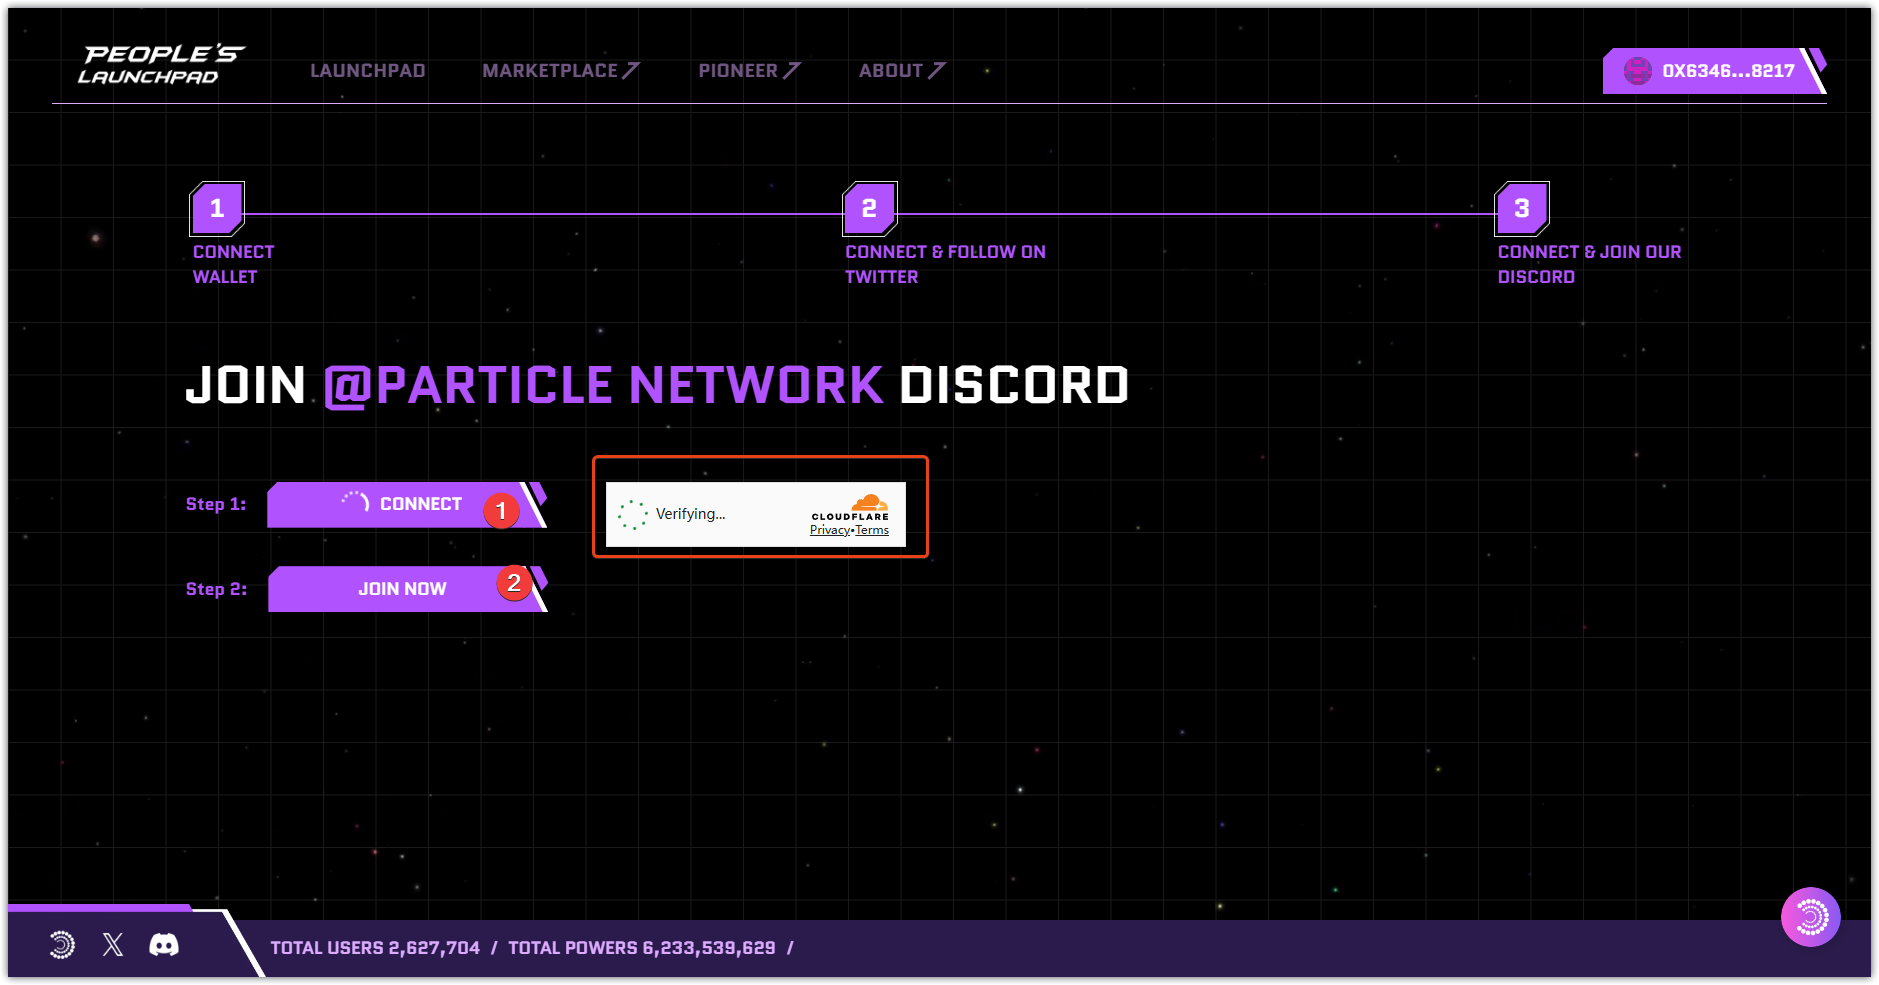 PEOPLE'S
LAUNCHPAD
LAUNCHPAD
MARKETPLACE
PIONEER
ABOUT
0X6346...8217
1
CONNECT
WALLET
2
CONNECT & FOLLOW ON
TWITTER
3
CONNECT & JOIN OUR
DISCORD
JOIN @PARTICLE NETWORK DISCORD
Step 1:
CONNECT
1
Verifying...
CLOUDFLARE
Privacy•Terms
Step 2:
JOIN NOW
2
TOTAL USERS 2,627,704 / TOTAL POWERS 6,233,539,629 /